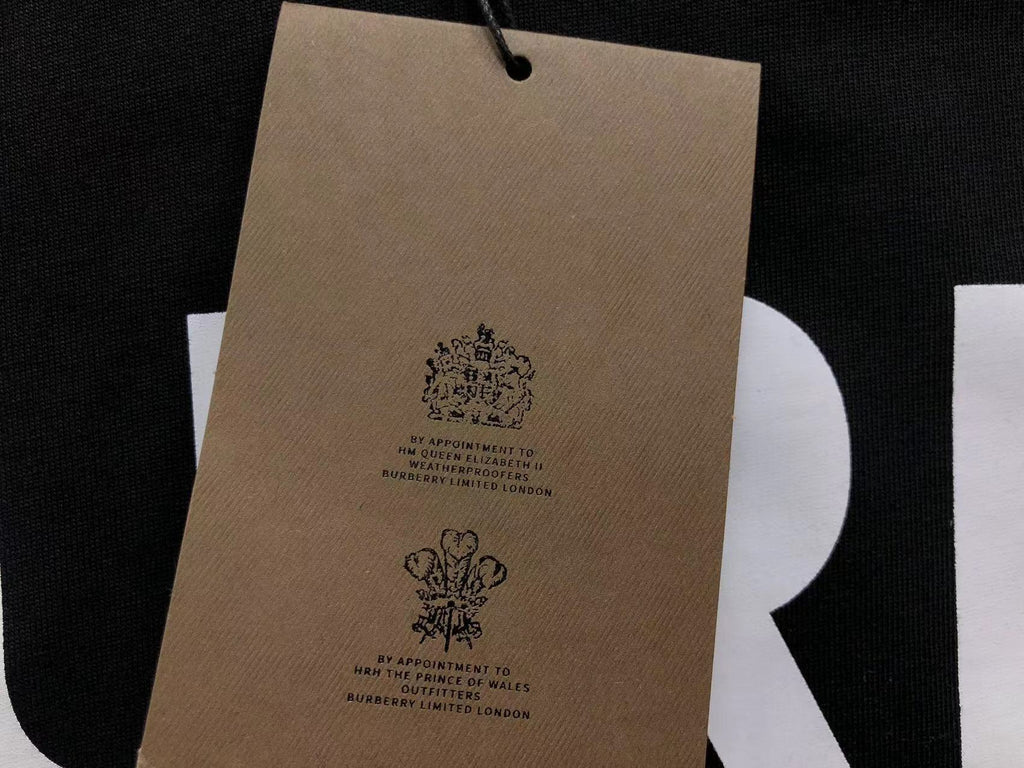 BY APPOINTMENT TO
HM QUEEN ELIZABETH II
WEATHERPROOFERS
BURBERRY LIMITED LONDON
BY APPOINTMENT TO
HRH THE PRINCE OF WALES
OUTFITTERS
BURBERRY LIMITED LONDON
R